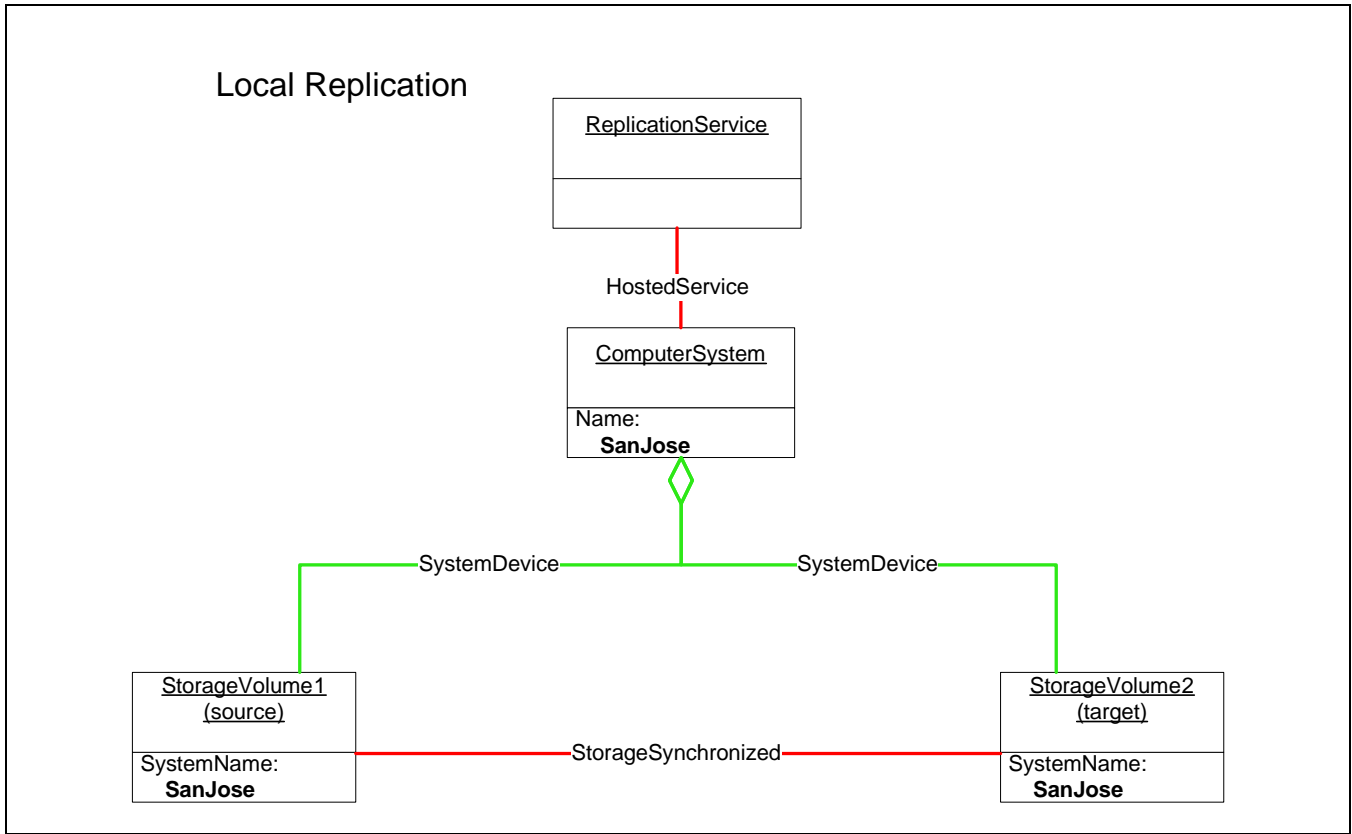 Local Replication
ReplicationService
HostedService
ComputerSystem
Name:
SanJose
SystemDevice
SystemDevice
StorageVolume1
(source)
SystemName:
SanJose
StorageSynchronized
StorageVolume2
(target)
SystemName:
SanJose